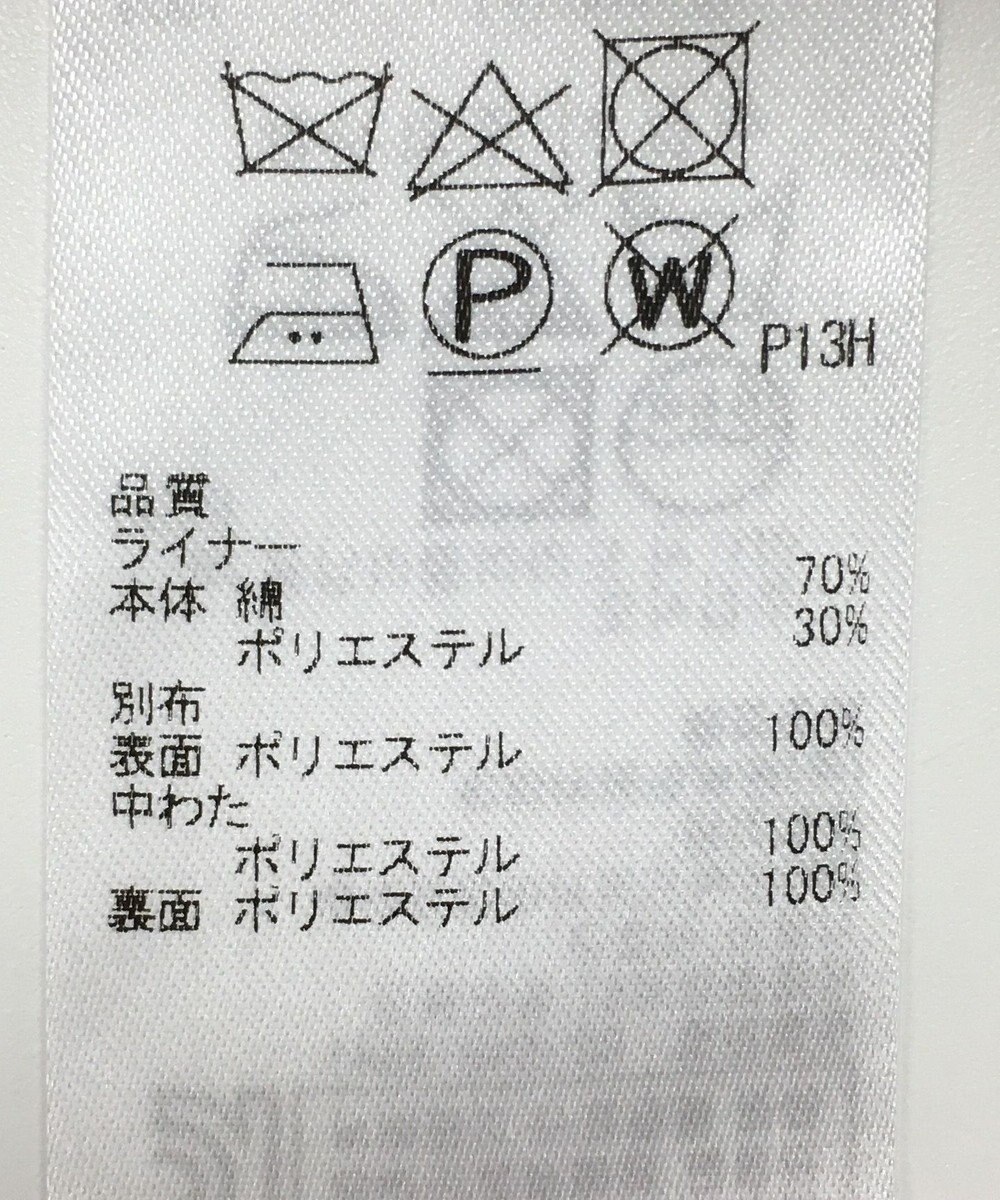 P
W
P13H
品質
ライナー
本体 綿 70%
ポリエステル 30%
別布
表面 ポリエステル 100%
中わた
ポリエステル 100%
裏面 ポリエステル 100%